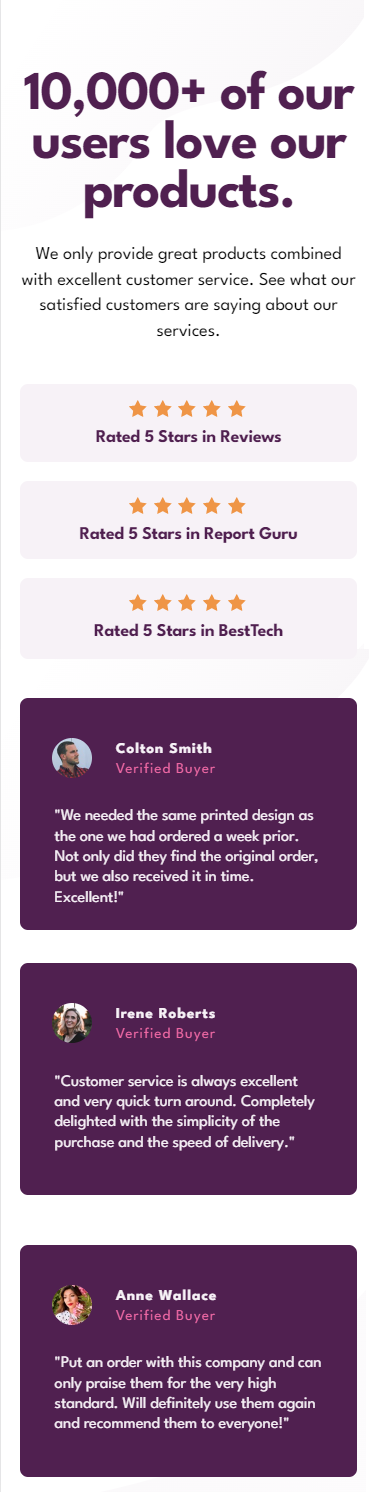 10,000+ of our
users love our
products.
We only provide great products combined
with excellent customer service. See what our
satisfied customers are saying about our
services.
Rated 5 Stars in Reviews
Rated 5 Stars in Report Guru
Rated 5 Stars in BestTech
Colton Smith
Verified Buyer
"We needed the same printed design as
the one we had ordered a week prior.
Not only did they find the original order,
but we also received it in time.
Excellent!"
Irene Roberts
Verified Buyer
"Customer service is always excellent
and very quick turn around. Completely
delighted with the simplicity of the
purchase and the speed of delivery."
Anne Wallace
Verified Buyer
"Put an order with this company and can
only praise them for the very high
standard. Will definitely use them again
and recommend them to everyone!"